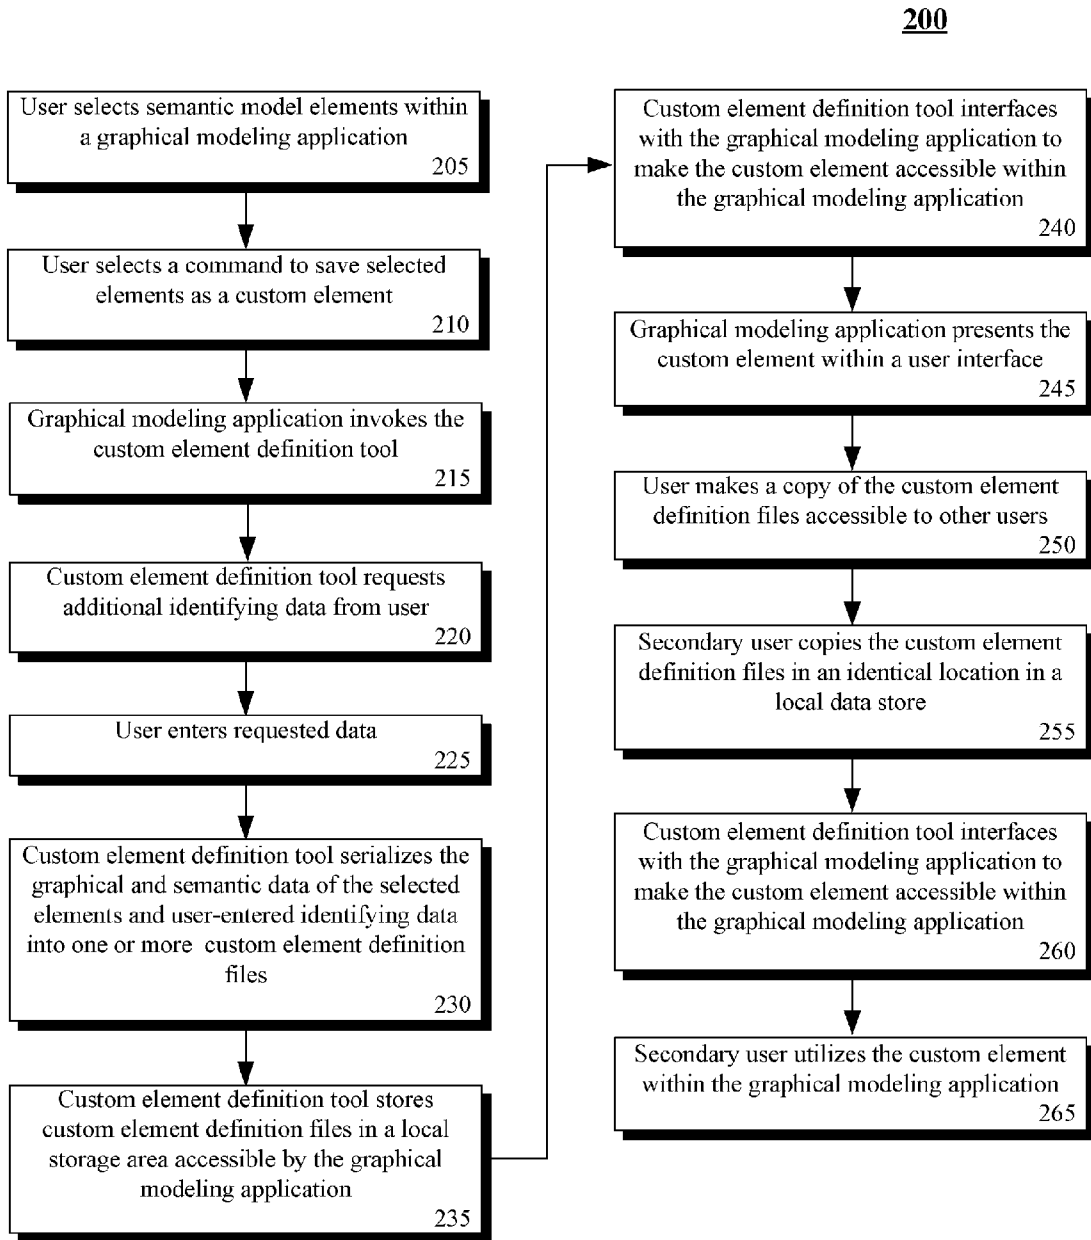 200
User selects semantic model elements within
a graphical modeling application
205
User selects a command to save selected
elements as a custom element
210
Graphical modeling application invokes the
custom element definition tool
215
Custom element definition tool requests
additional identifying data from user
220
User enters requested data
225
Custom element definition tool serializes the
graphical and semantic data of the selected
elements and user-entered identifying data
into one or more custom element definition
files
230
Custom element definition tool stores
custom element definition files in a local
storage area accessible by the graphical
modeling application
235
Custom element definition tool interfaces
with the graphical modeling application to
make the custom element accessible within
the graphical modeling application
240
Graphical modeling application presents the
custom element within a user interface
245
User makes a copy of the custom element
definition files accessible to other users
250
Secondary user copies the custom element
definition files in an identical location in a
local data store
255
Custom element definition tool interfaces
with the graphical modeling application to
make the custom element accessible within
the graphical modeling application
260
Secondary user utilizes the custom element
within the graphical modeling application
265